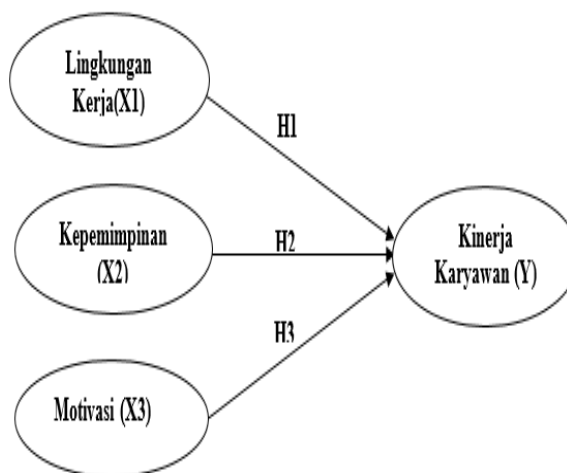 Lingkungan
Kerja(X1)
H1
Kepemimpinan
(X2)
H2
Kinerja
Karyawan (Y)
H3
Motivasi (X3)